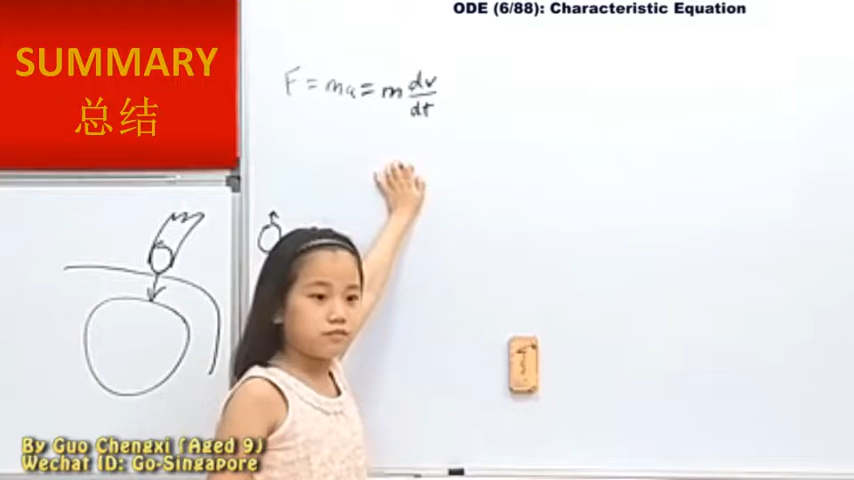 ODE (6/88): Characteristic Equation
SUMMARY
总结
F = ma = m dv/dt
By Guo Chengxi (Aged 9)
Wechat ID: Go-Singapore